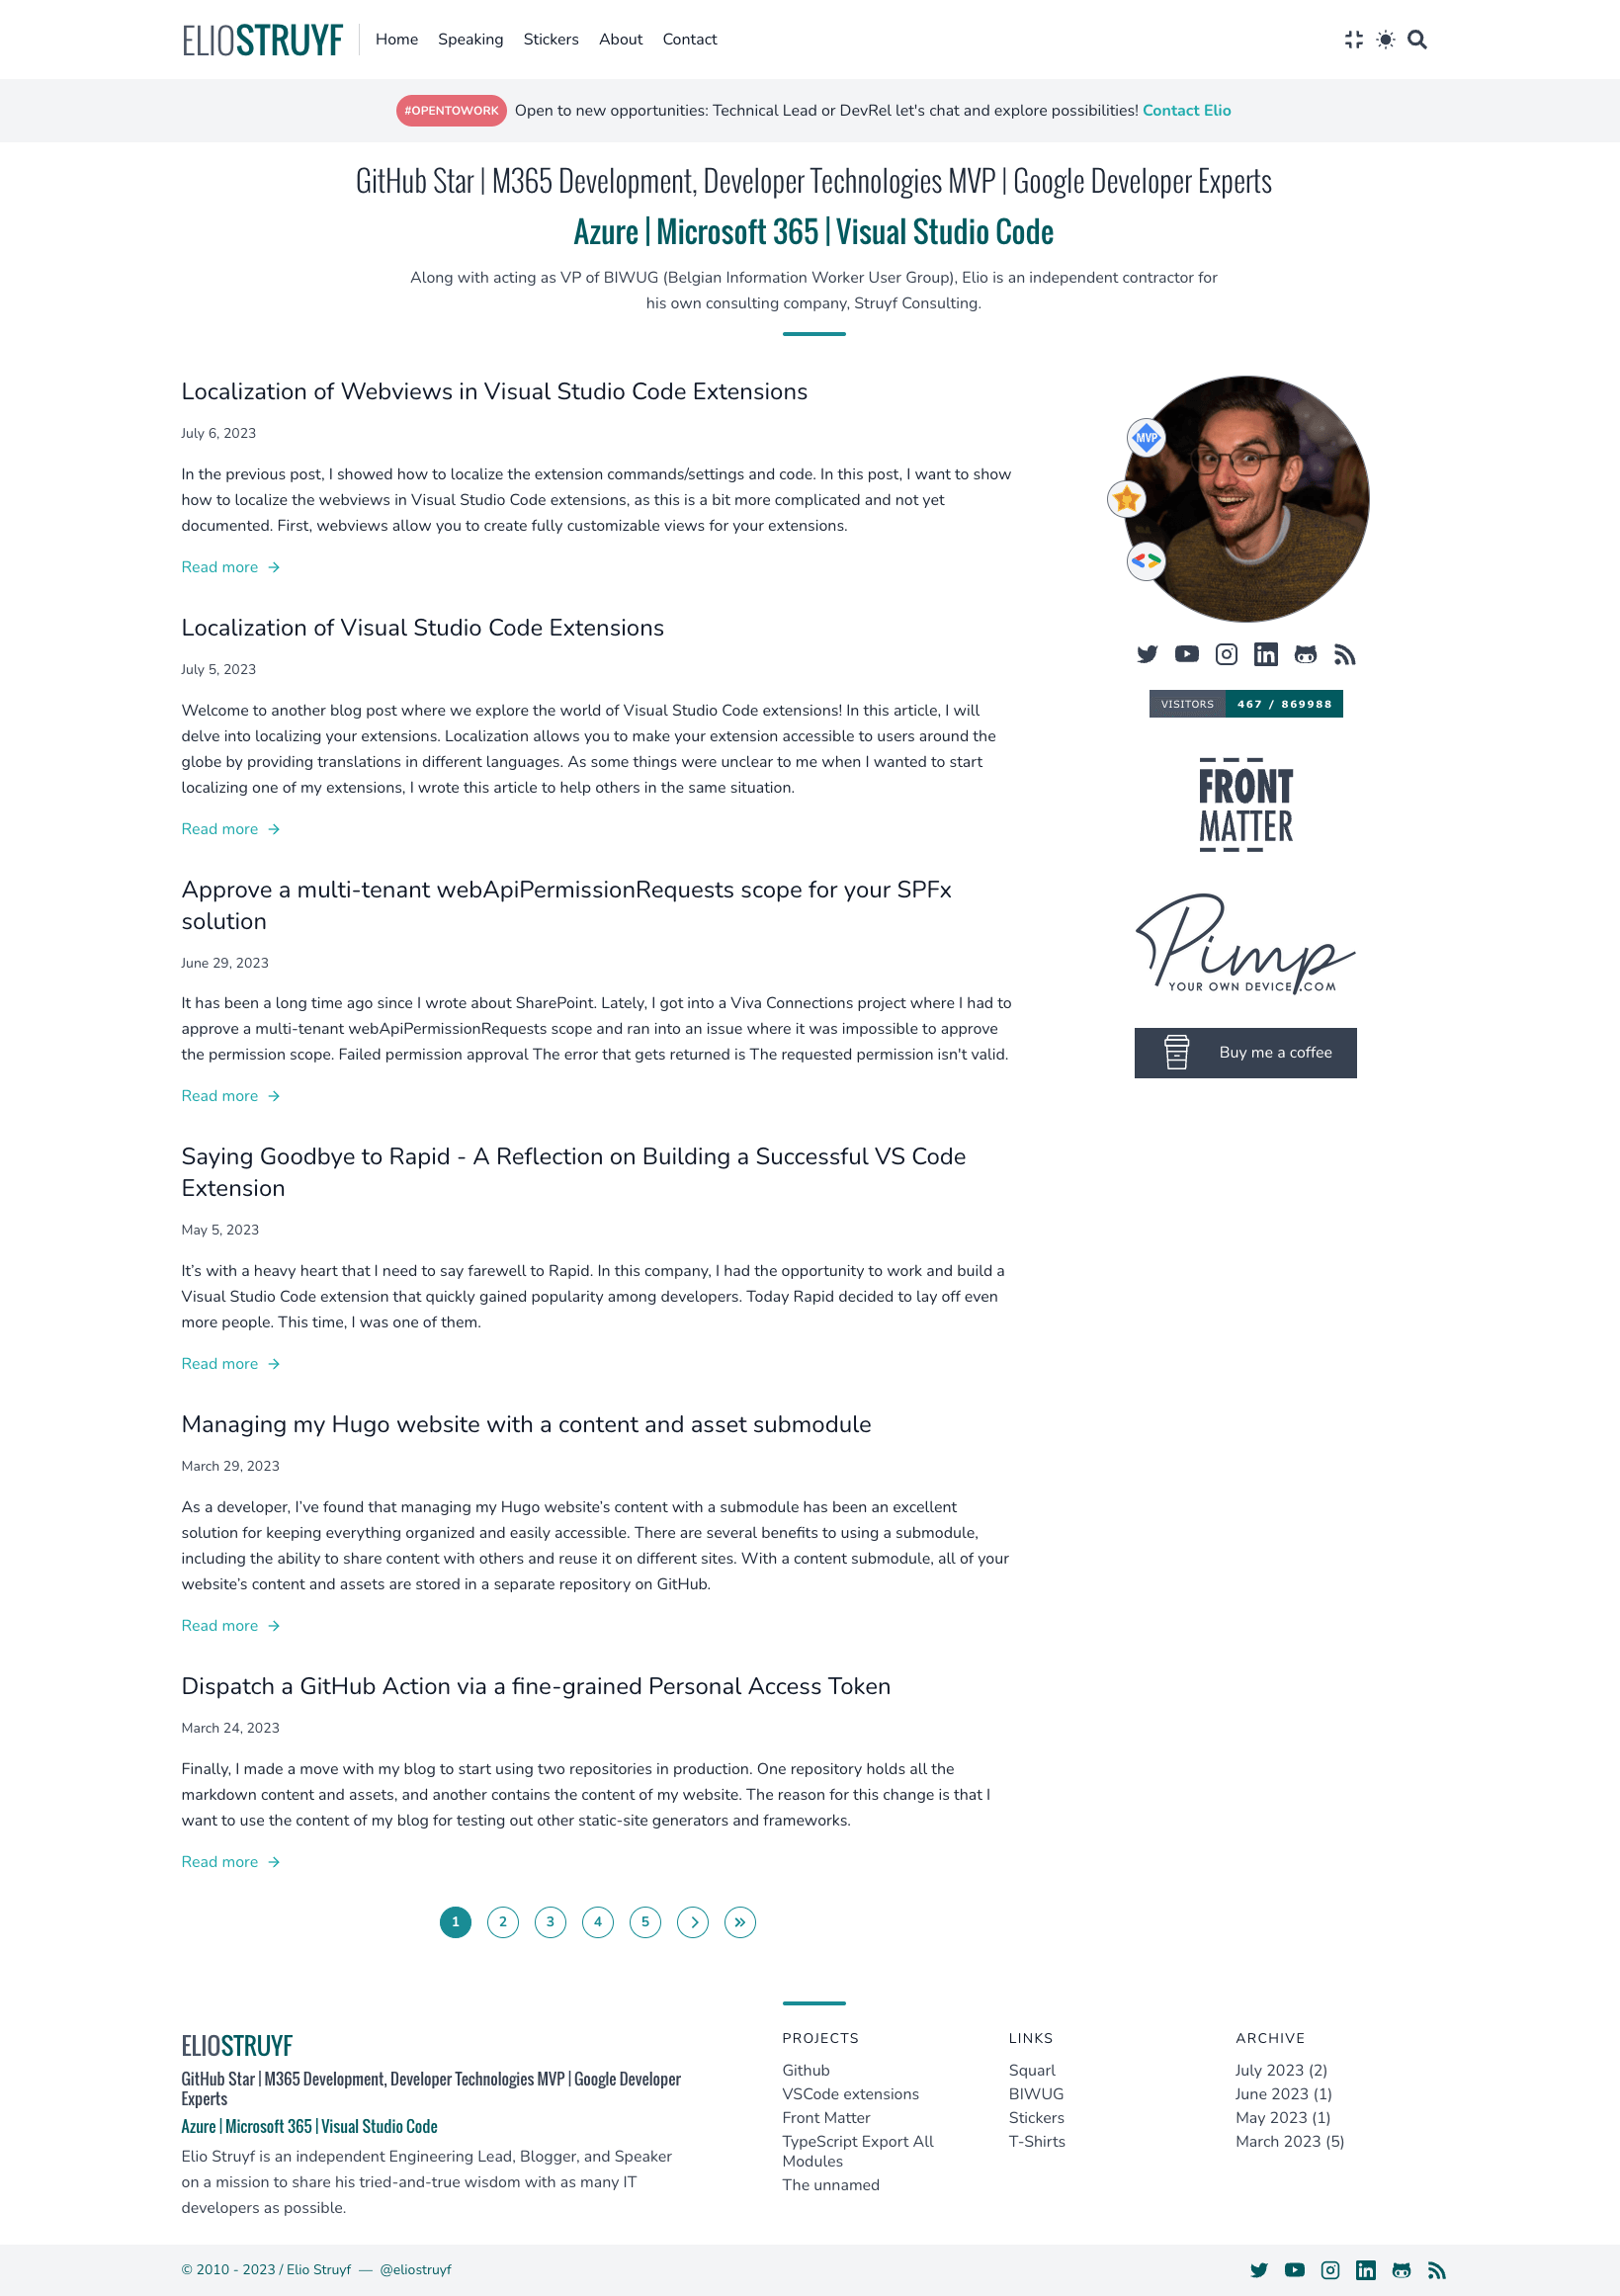 ELIOSTRUYF
Home Speaking Stickers About Contact
#OPENTOWORK Open to new opportunities: Technical Lead or DevRel let's chat and explore possibilities! Contact Elio
GitHub Star | M365 Development, Developer Technologies MVP | Google Developer Experts
Azure | Microsoft 365 | Visual Studio Code
Along with acting as VP of BIWUG (Belgian Information Worker User Group), Elio is an independent contractor for
his own consulting company, Struyf Consulting.
Localization of Webviews in Visual Studio Code Extensions
July 6, 2023
In the previous post, I showed how to localize the extension commands/settings and code. In this post, I want to show
how to localize the webviews in Visual Studio Code extensions, as this is a bit more complicated and not yet
documented. First, webviews allow you to create fully customizable views for your extensions.
Read more
Localization of Visual Studio Code Extensions
July 5, 2023
Welcome to another blog post where we explore the world of Visual Studio Code extensions! In this article, I will
delve into localizing your extensions. Localization allows you to make your extension accessible to users around the
globe by providing translations in different languages. As some things were unclear to me when I wanted to start
localizing one of my extensions, I wrote this article to help others in the same situation.
Read more
Approve a multi-tenant webApiPermissionRequests scope for your SPFx
solution
June 29, 2023
It has been a long time ago since I wrote about SharePoint. Lately, I got into a Viva Connections project where I had to
approve a multi-tenant webApiPermissionRequests scope and ran into an issue where it was impossible to approve
the permission scope. Failed permission approval The error that gets returned is The requested permission isn't valid.
Read more
Saying Goodbye to Rapid - A Reflection on Building a Successful VS Code
Extension
May 5, 2023
It’s with a heavy heart that I need to say farewell to Rapid. In this company, I had the opportunity to work and build a
Visual Studio Code extension that quickly gained popularity among developers. Today Rapid decided to lay off even
more people. This time, I was one of them.
Read more
Managing my Hugo website with a content and asset submodule
March 29, 2023
As a developer, I’ve found that managing my Hugo website’s content with a submodule has been an excellent
solution for keeping everything organized and easily accessible. There are several benefits to using a submodule,
including the ability to share content with others and reuse it on different sites. With a content submodule, all of your
website’s content and assets are stored in a separate repository on GitHub.
Read more
Dispatch a GitHub Action via a fine-grained Personal Access Token
March 24, 2023
Finally, I made a move with my blog to start using two repositories in production. One repository holds all the
markdown content and assets, and another contains the content of my website. The reason for this change is that I
want to use the content of my blog for testing out other static-site generators and frameworks.
Read more
1 2 3 4 5
MVP
VISITORS 467 / 869988
FRONT
MATTER
Pimp
YOUR OWN DEVICE.COM
Buy me a coffee
ELIOSTRUYF
GitHub Star | M365 Development, Developer Technologies MVP | Google Developer
Experts
Azure | Microsoft 365 | Visual Studio Code
Elio Struyf is an independent Engineering Lead, Blogger, and Speaker
on a mission to share his tried-and-true wisdom with as many IT
developers as possible.
PROJECTS
Github
VSCode extensions
Front Matter
TypeScript Export All
Modules
The unnamed
LINKS
Squarl
BIWUG
Stickers
T-Shirts
ARCHIVE
July 2023 (2)
June 2023 (1)
May 2023 (1)
March 2023 (5)
© 2010 - 2023 / Elio Struyf — @eliostruyf